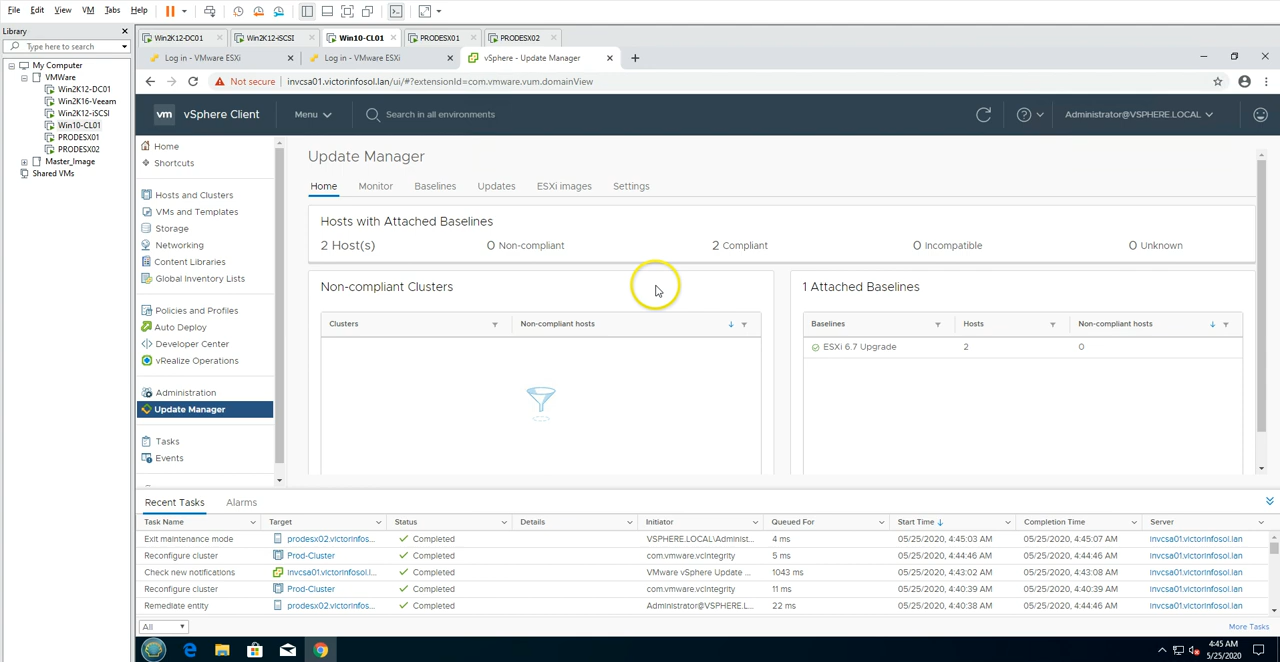 File Edit View VM Tabs Help
Library
Type here to search
My Computer
VMWare
Win2K12-DC01
Win2K16-Veeam
Win2K12-iSCSI
Win10-CL01
PRODESX01
PRODESX02
Master_Image
Shared VMs
Win2K12-DC01 Win2K12-iSCSI Win10-CL01 PRODESX01 PRODESX02
Log in - VMware ESXi Log in - VMware ESXi vSphere - Update Manager
Not secure invcsa01.victorinfosol.lan/ui/#?extensionId=com.vmware.vum.domainView
vm vSphere Client Menu Search in all environments Administrator@VSPHERE.LOCAL
Home
Shortcuts
Hosts and Clusters
VMs and Templates
Storage
Networking
Content Libraries
Global Inventory Lists
Policies and Profiles
Auto Deploy
Developer Center
vRealize Operations
Administration
Update Manager
Tasks
Events
Update Manager
Home Monitor Baselines Updates ESXi images Settings
Hosts with Attached Baselines
2 Host(s) 0 Non-compliant 2 Compliant 0 Incompatible 0 Unknown
Non-compliant Clusters
Clusters Non-compliant hosts
1 Attached Baselines
Baselines Hosts Non-compliant hosts
ESXi 6.7 Upgrade 2 0
Recent Tasks Alarms
Task Name Target Status Details Initiator Queued For Start Time Completion Time Server
Exit maintenance mode prodesx02.victorinfos... Completed VSPHERE.LOCAL\Administ... 4 ms 05/25/2020, 4:45:03 AM 05/25/2020, 4:45:07 AM invcsa01.victorinfosol.lan
Reconfigure cluster Prod-Cluster Completed com.vmware.vcIntegrity 5 ms 05/25/2020, 4:44:46 AM 05/25/2020, 4:44:46 AM invcsa01.victorinfosol.lan
Check new notifications invcsa01.victorinfosol.l... Completed VMware vSphere Update ... 1043 ms 05/25/2020, 4:43:02 AM 05/25/2020, 4:43:08 AM invcsa01.victorinfosol.lan
Reconfigure cluster Prod-Cluster Completed com.vmware.vcIntegrity 11 ms 05/25/2020, 4:40:39 AM 05/25/2020, 4:40:39 AM invcsa01.victorinfosol.lan
Remediate entity prodesx02.victorinfos... Completed Administrator@VSPHERE.L... 22 ms 05/25/2020, 4:40:38 AM 05/25/2020, 4:44:46 AM invcsa01.victorinfosol.lan
All More Tasks
4:45 AM
5/25/2020